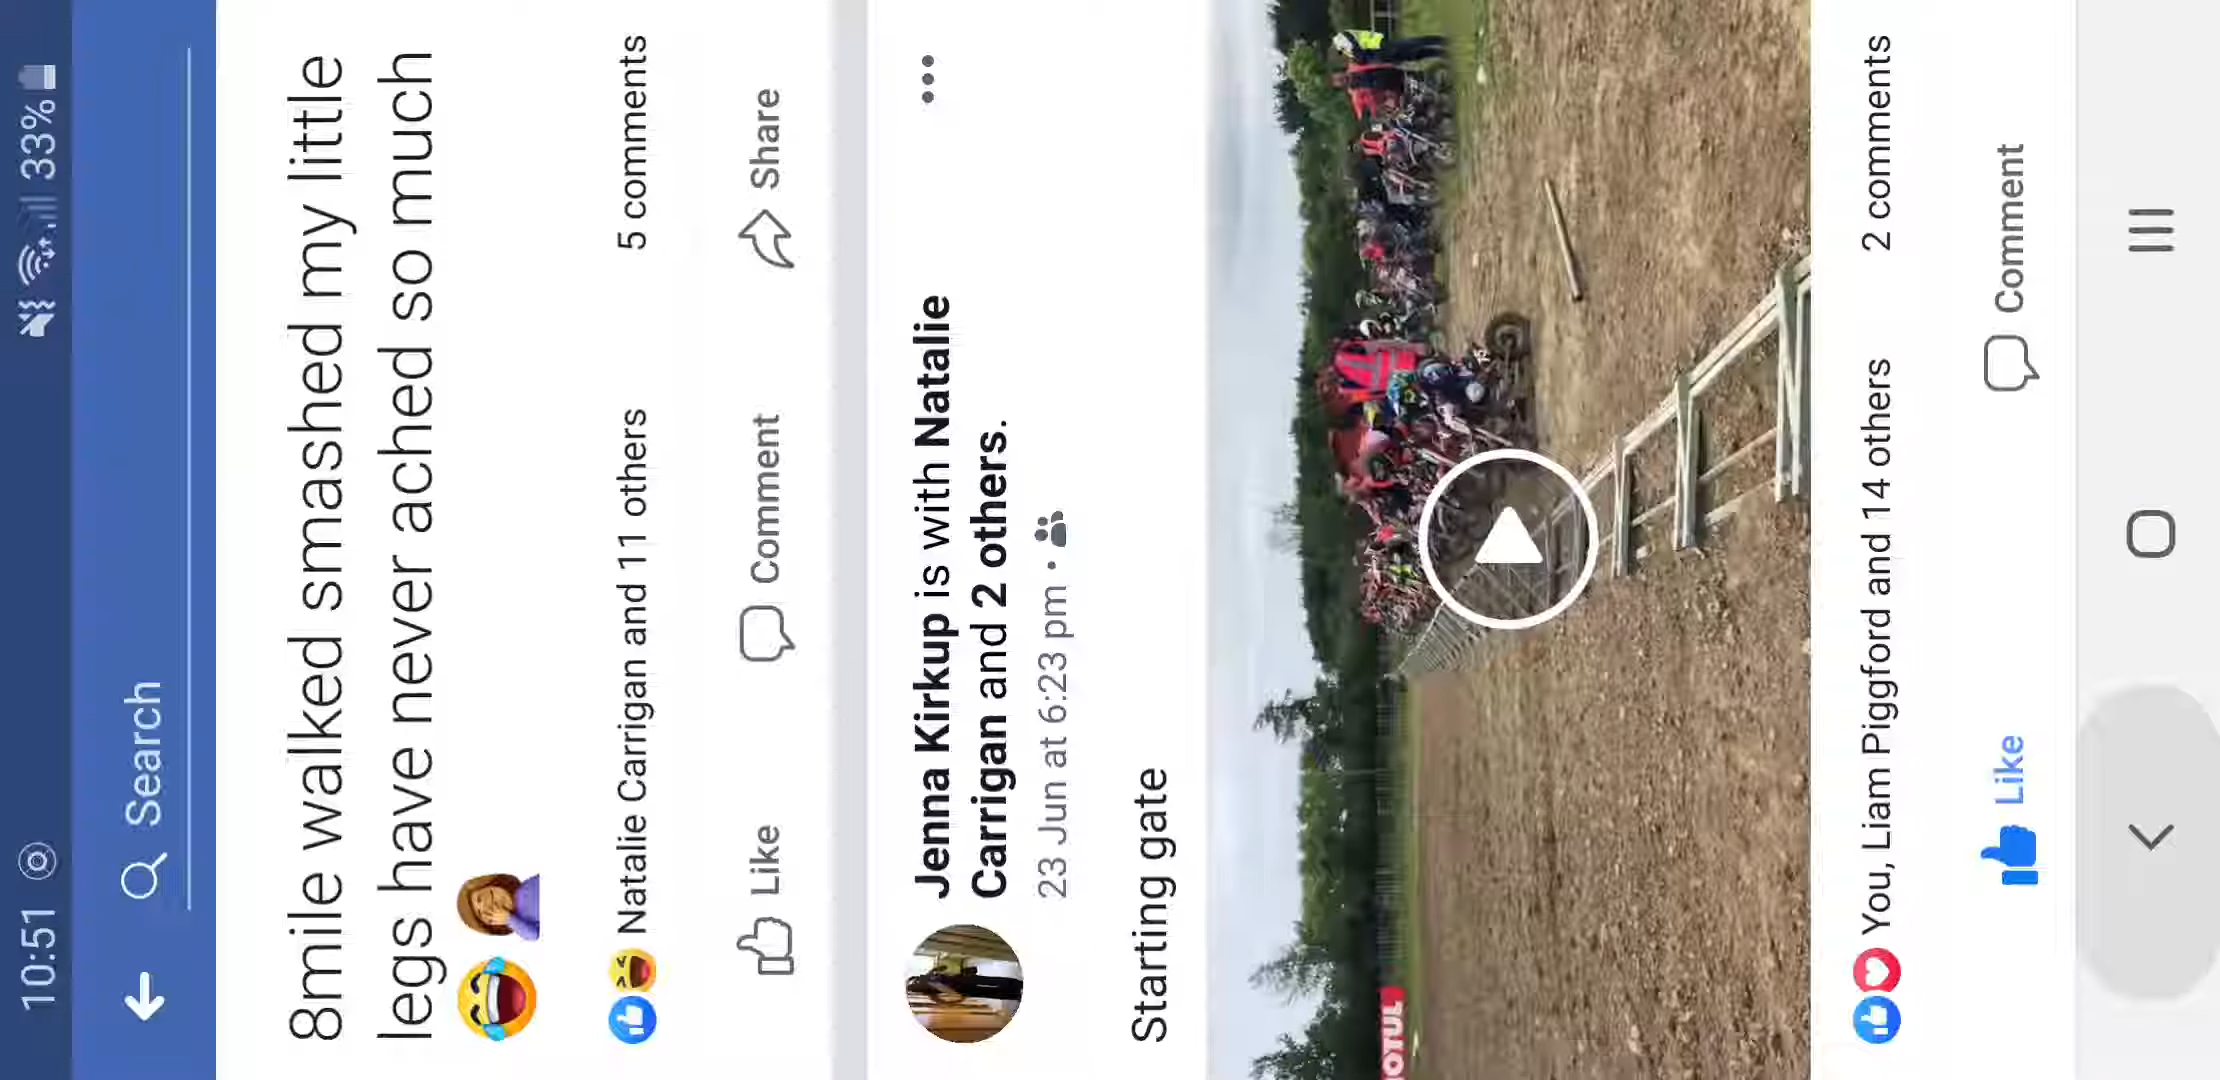 10:51 33%
Search
8mile walked smashed my little
legs have never ached so much
Natalie Carrigan and 11 others 5 comments
Like Comment Share
Jenna Kirkup is with Natalie
Carrigan and 2 others.
23 Jun at 6:23 pm •
Starting gate
MOTUL
You, Liam Piggford and 14 others 2 comments
Like Comment